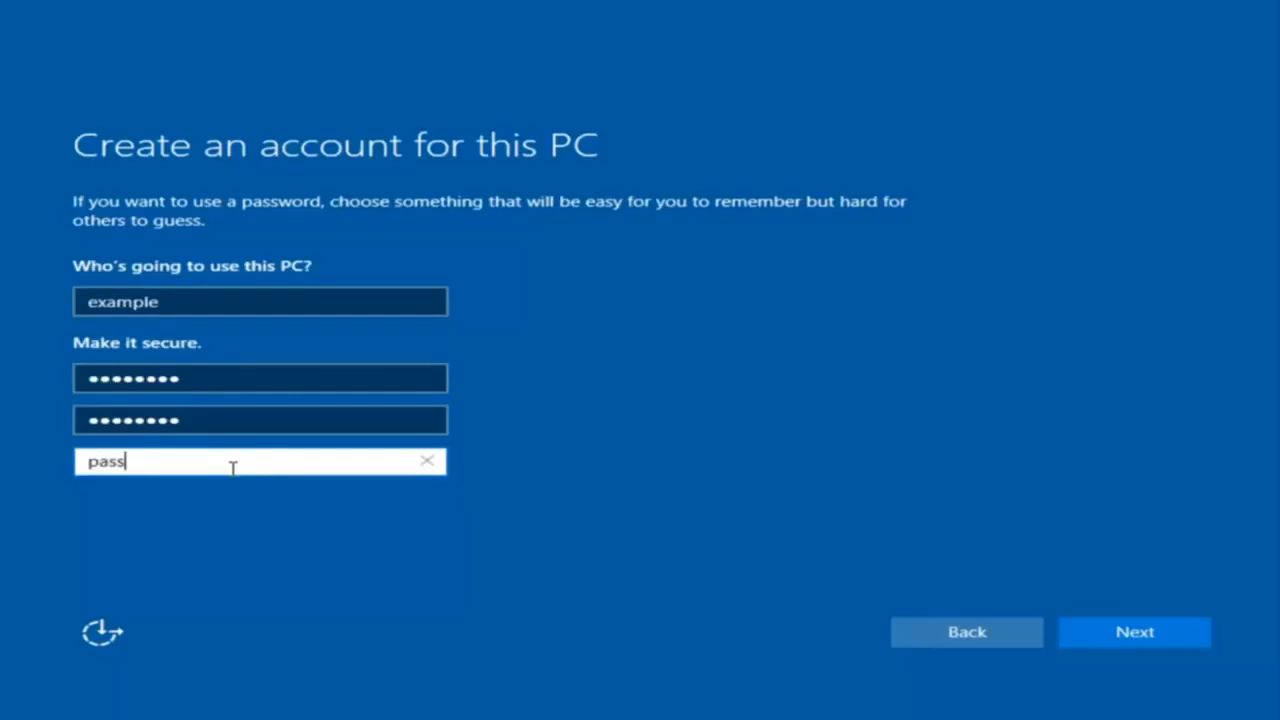 Create an account for this PC
If you want to use a password, choose something that will be easy for you to remember but hard for
others to guess.
Who's going to use this PC?
example
Make it secure.
••••••••
••••••••
pass
Back
Next